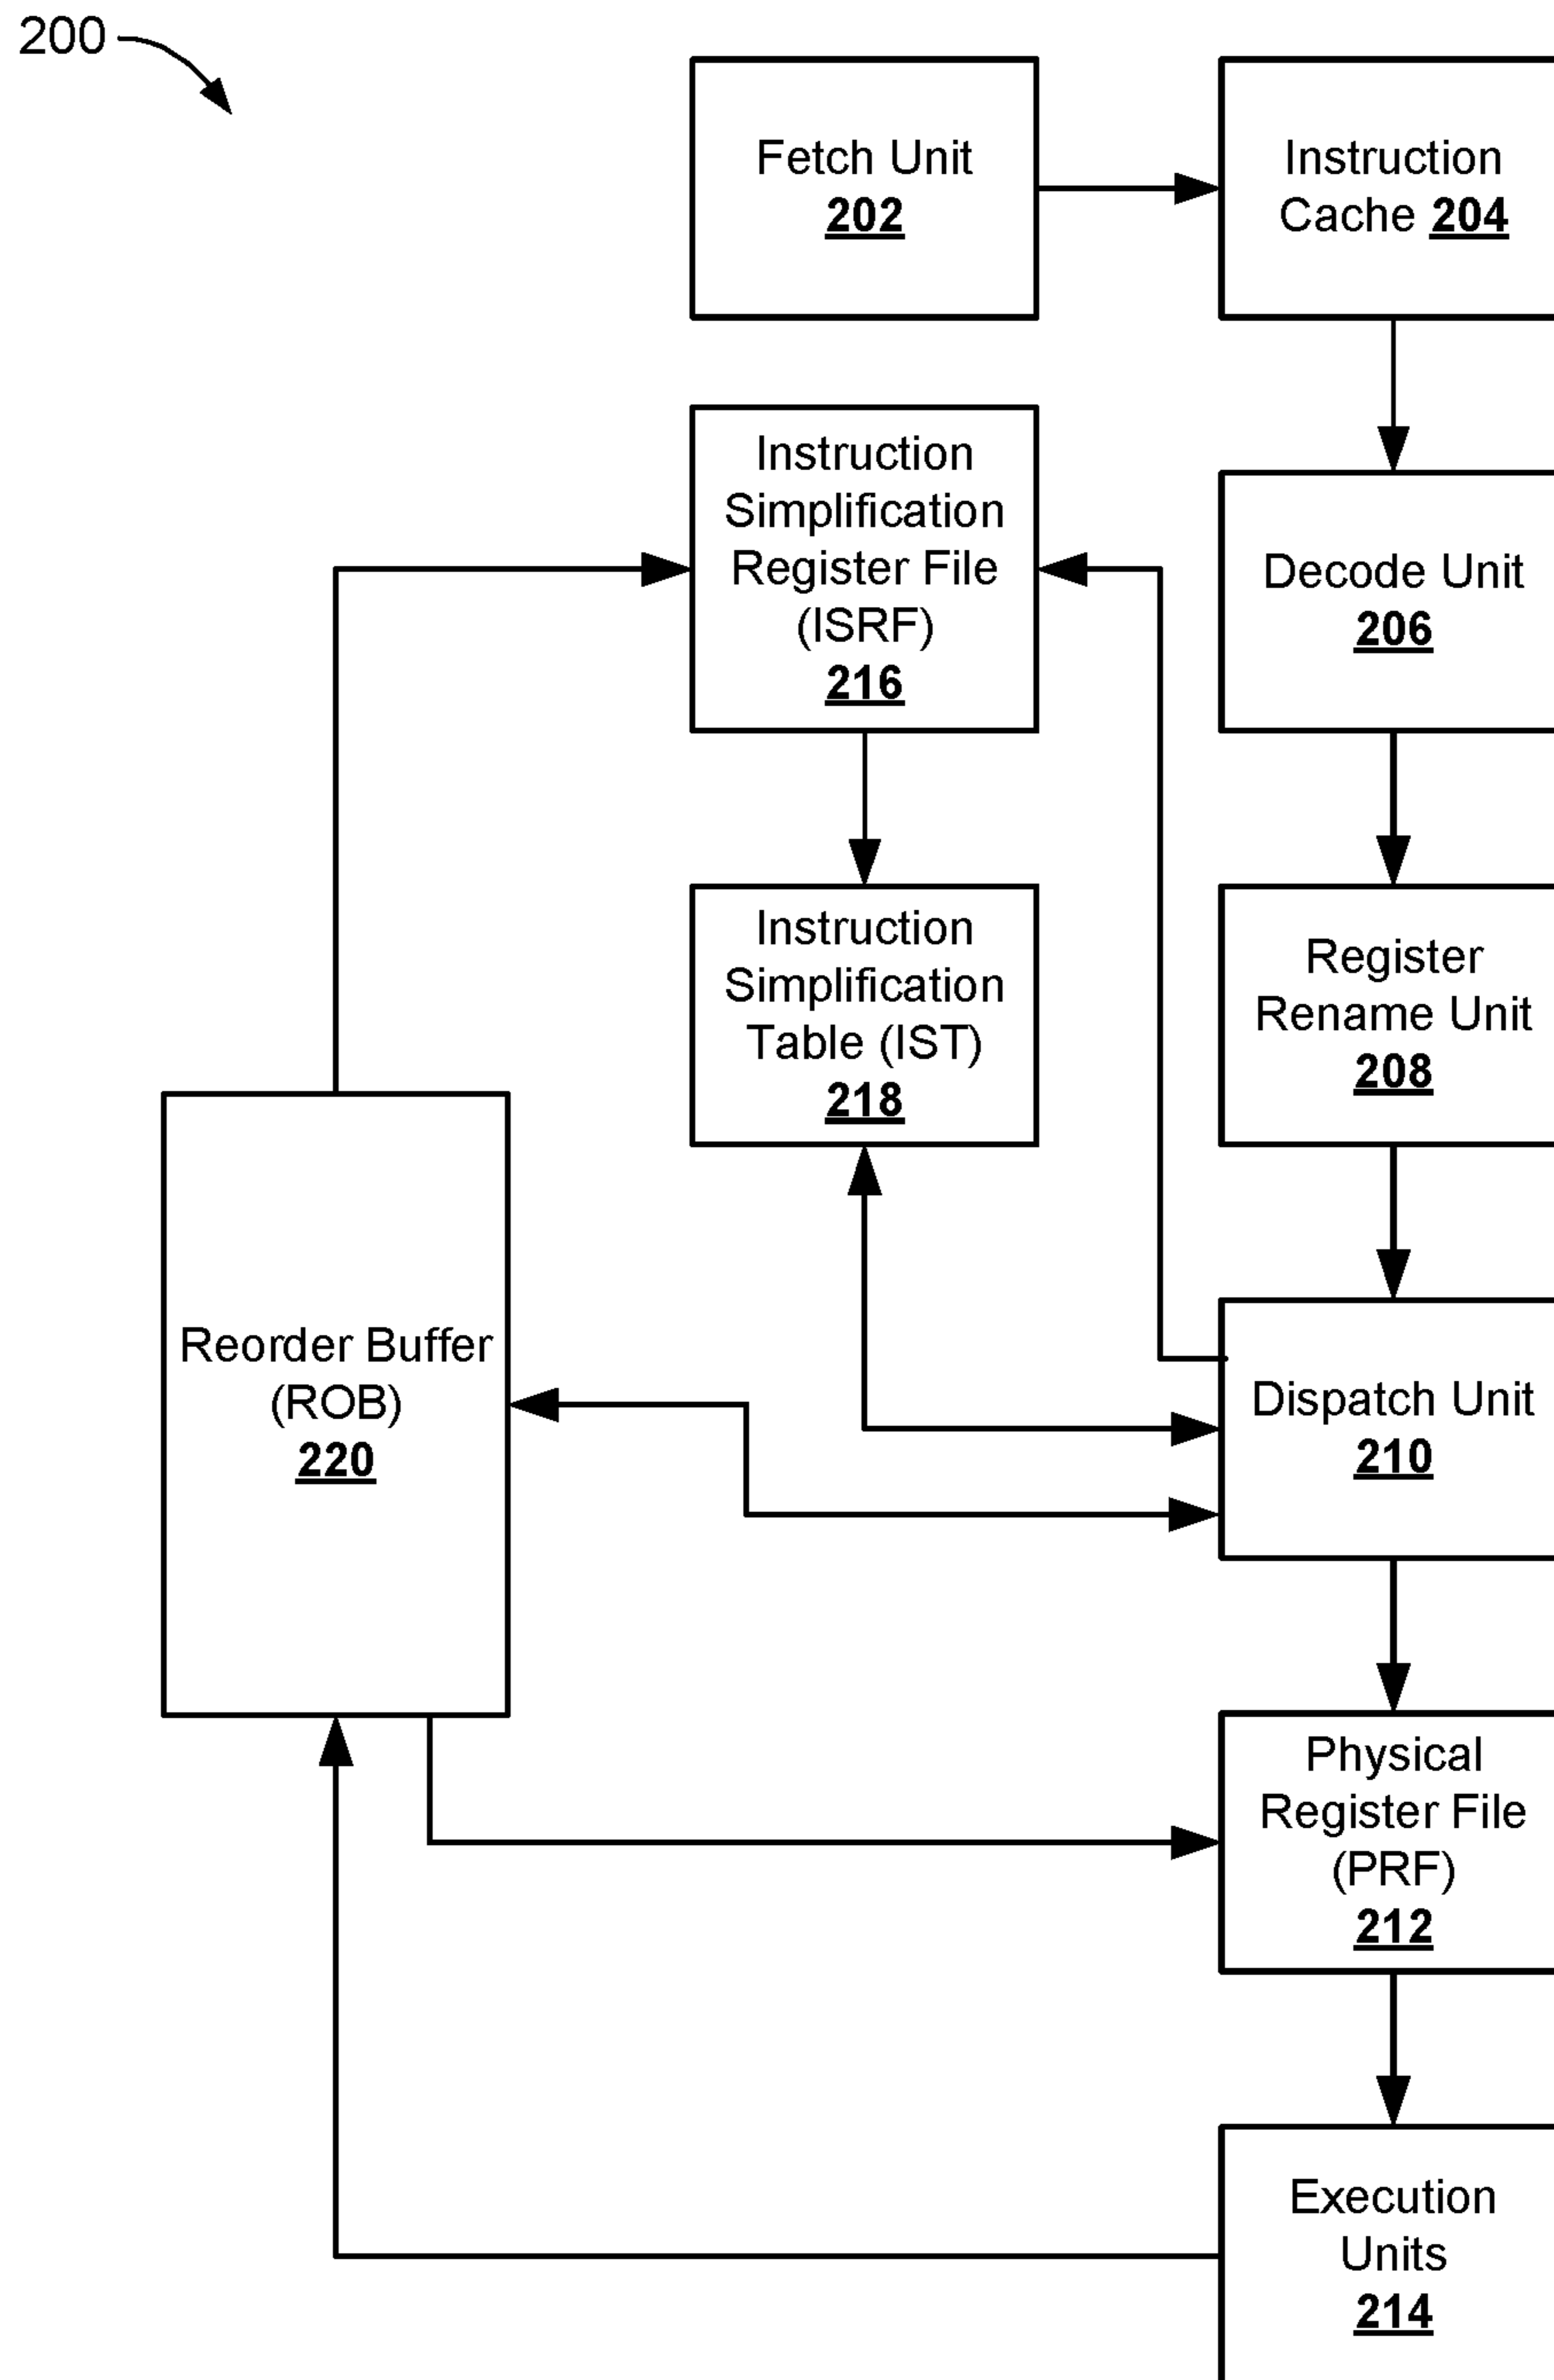 200
Fetch Unit
202
Instruction
Cache 204
Instruction
Simplification
Register File
(ISRF)
216
Decode Unit
206
Instruction
Simplification
Table (IST)
218
Register
Rename Unit
208
Reorder Buffer
(ROB)
220
Dispatch Unit
210
Physical
Register File
(PRF)
212
Execution
Units
214